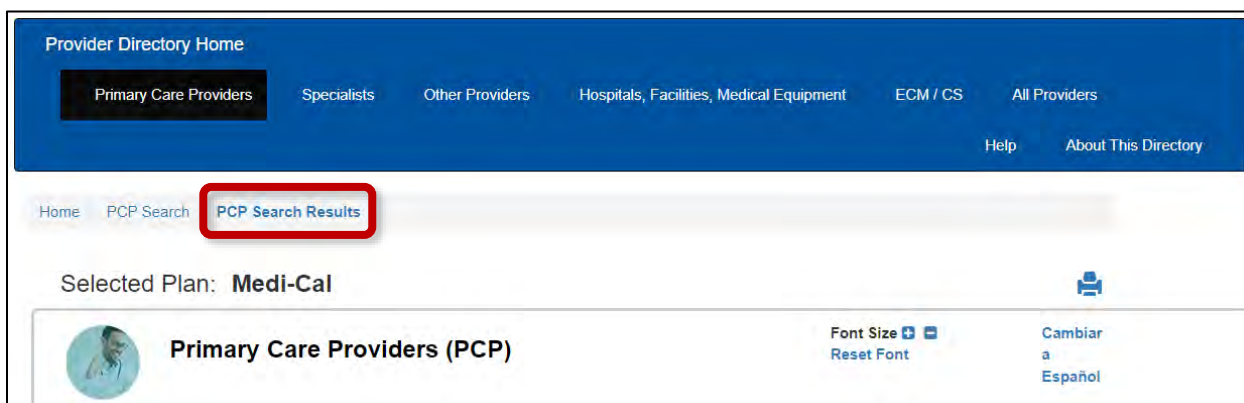 Provider Directory Home
Primary Care Providers Specialists Other Providers Hospitals, Facilities, Medical Equipment ECM / CS All Providers
Help About This Directory
Home PCP Search PCP Search Results
Selected Plan: Medi-Cal
Primary Care Providers (PCP)
Font Size
Reset Font
Cambiar
a
Español